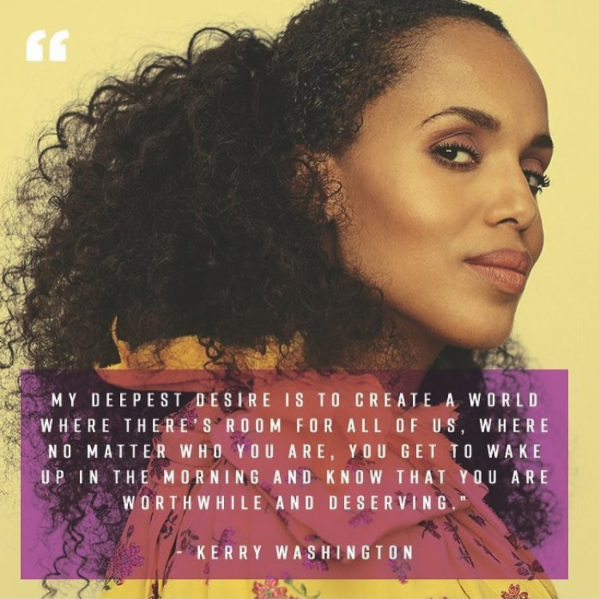 “
MY DEEPEST DESIRE IS TO CREATE A WORLD
WHERE THERE'S ROOM FOR ALL OF US, WHERE
NO MATTER WHO YOU ARE, YOU GET TO WAKE
UP IN THE MORNING AND KNOW THAT YOU ARE
WORTHWHILE AND DESERVING."
- KERRY WASHINGTON